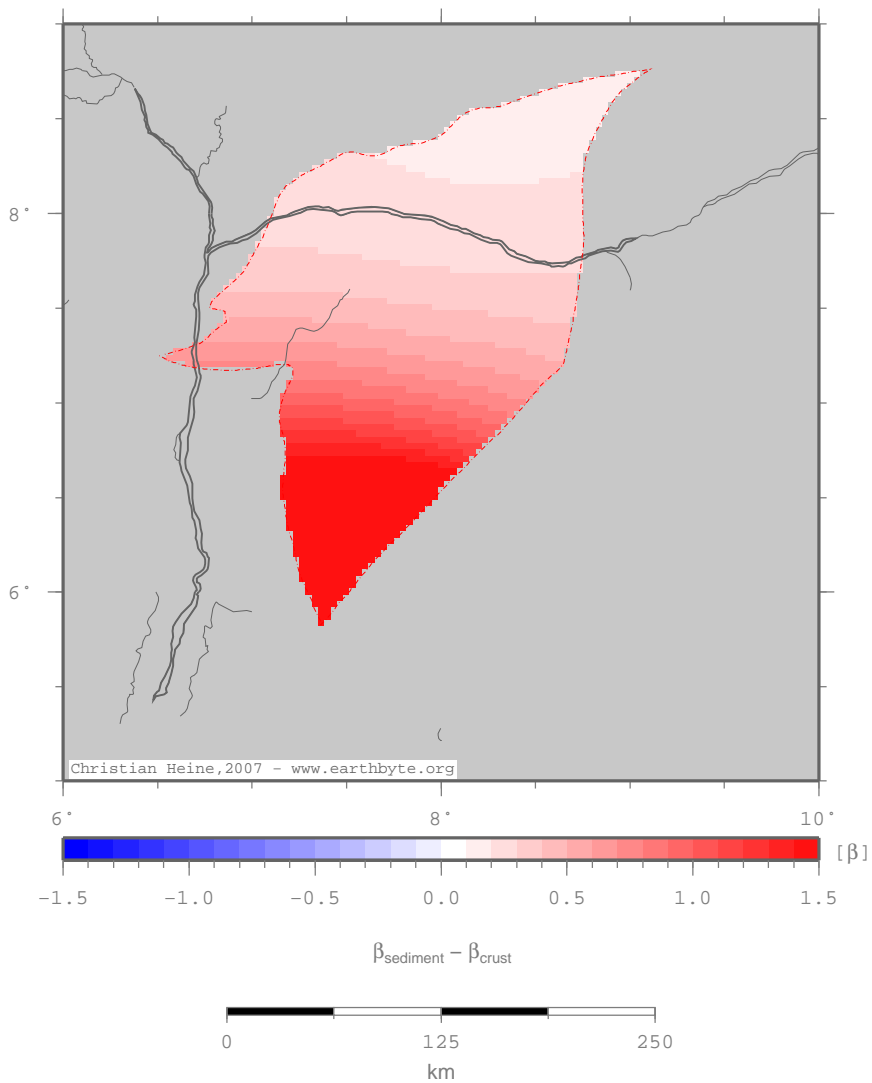 8°
6°
Christian Heine,2007 – www.earthbyte.org
6° 8° 10°
[β]
−1.5 −1.0 −0.5 0.0 0.5 1.0 1.5
βsediment – βcrust
0 125 250
km